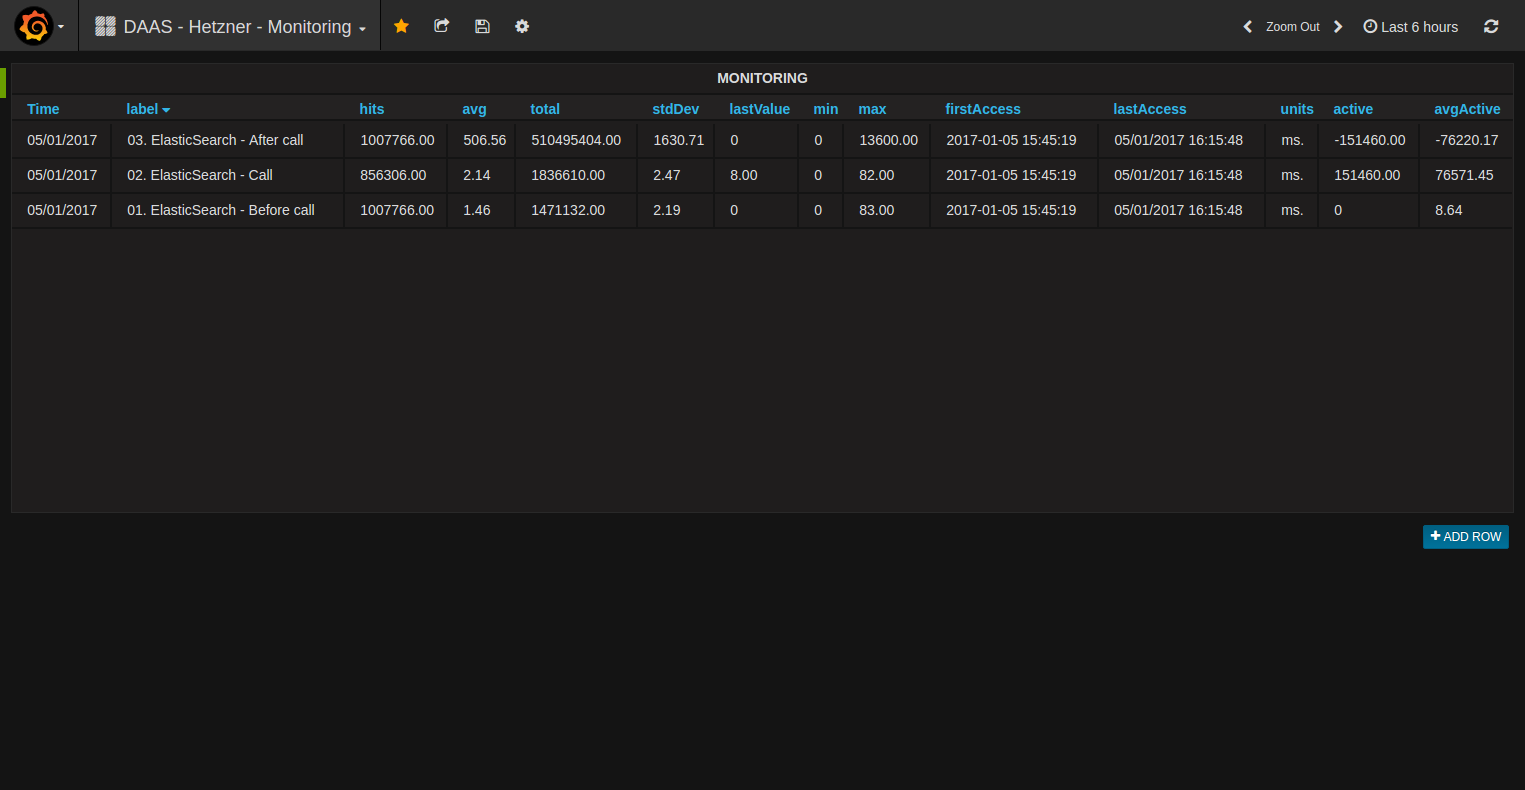 DAAS - Hetzner - Monitoring Zoom Out Last 6 hours
MONITORING
Time label hits avg total stdDev lastValue min max firstAccess lastAccess units active avgActive
05/01/2017 03. ElasticSearch - After call 1007766.00 506.56 510495404.00 1630.71 0 0 13600.00 2017-01-05 15:45:19 05/01/2017 16:15:48 ms. -151460.00 -76220.17
05/01/2017 02. ElasticSearch - Call 856306.00 2.14 1836610.00 2.47 8.00 0 82.00 2017-01-05 15:45:19 05/01/2017 16:15:48 ms. 151460.00 76571.45
05/01/2017 01. ElasticSearch - Before call 1007766.00 1.46 1471132.00 2.19 0 0 83.00 2017-01-05 15:45:19 05/01/2017 16:15:48 ms. 0 8.64
ADD ROW